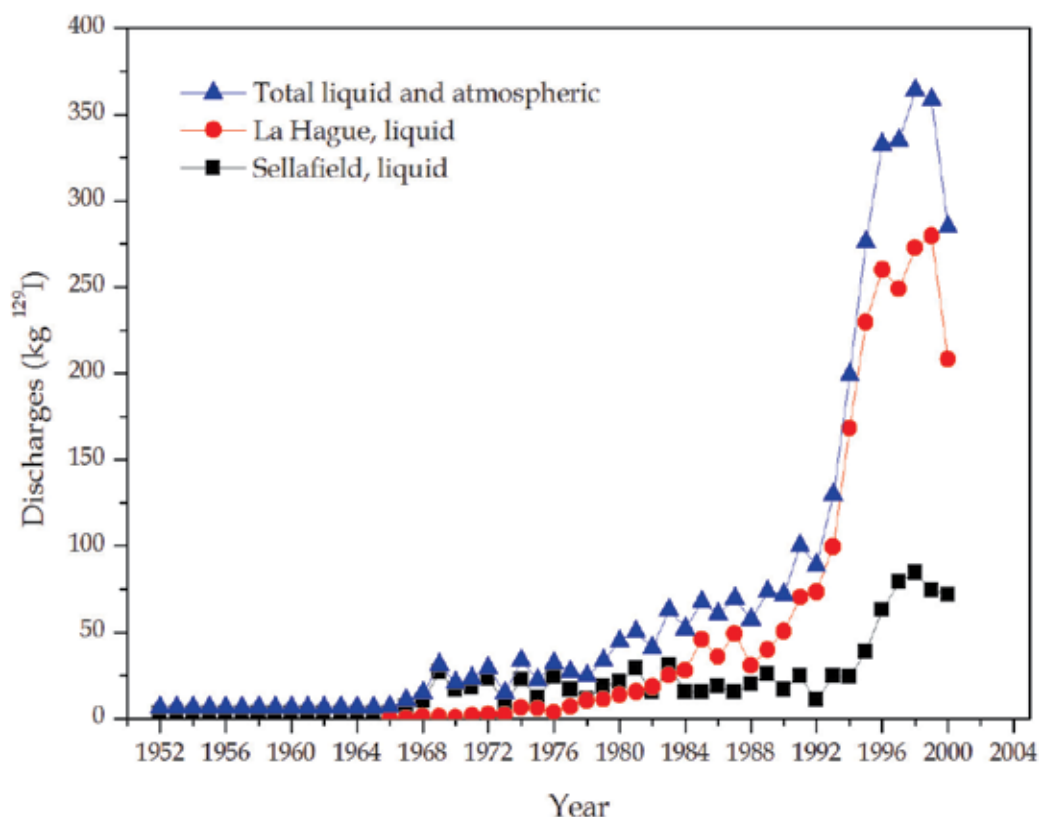 400
350
300
250
200
150
100
50
0
Total liquid and atmospheric
La Hague, liquid
Sellafield, liquid
Discharges (kg ¹²⁹I)
1952 1956 1960 1964 1968 1972 1976 1980 1984 1988 1992 1996 2000 2004
Year